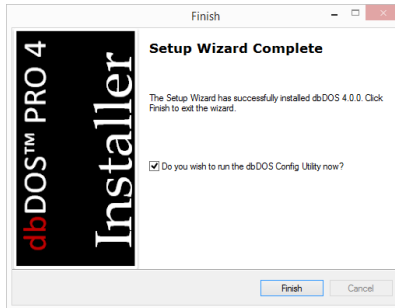 Finish
dbDOS™ PRO 4
Installer
Setup Wizard Complete
The Setup Wizard has successfully installed dbDOS 4.0.0. Click
Finish to exit the wizard.
Do you wish to run the dbDOS Config Utility now?
Finish
Cancel